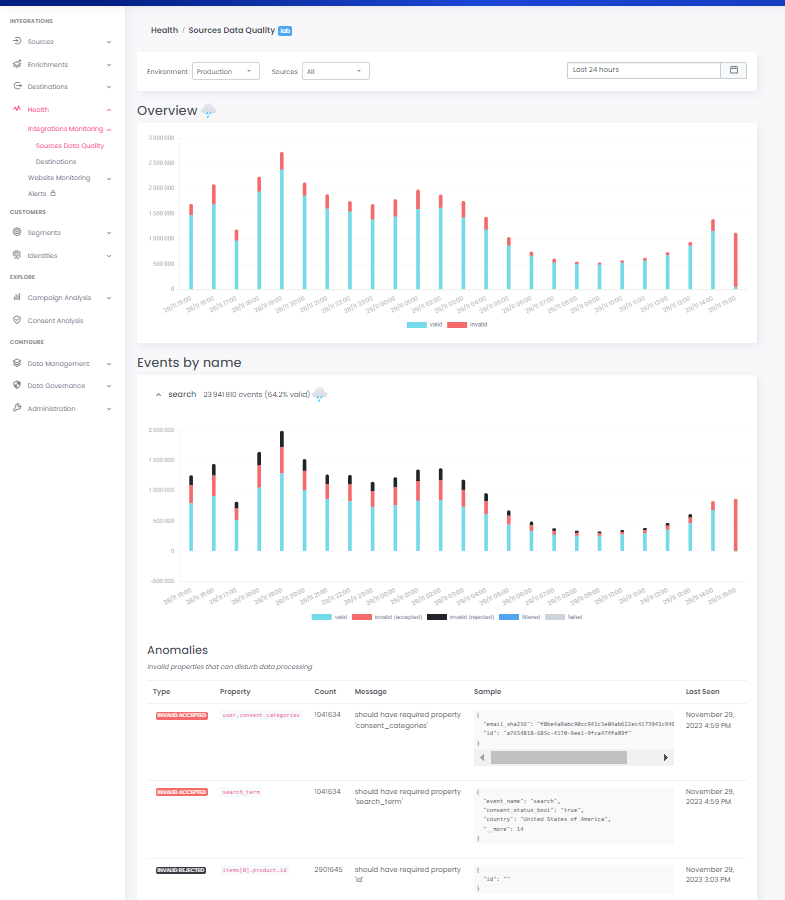 INTEGRATIONS
Sources
Enrichments
Destinations
Health
Integrations Monitoring
Sources Data Quality
Destinations
Website Monitoring
Alerts
CUSTOMERS
Segments
Identities
EXPLORE
Campaign Analysis
Consent Analysis
CONFIGURE
Data Management
Data Governance
Administration
Health / Sources Data Quality lab
Environment Production Sources All Last 24 hours
Overview
3 000 000
2 500 000
2 000 000
1 500 000
1 000 000
500 000
0
28/11 15:00 28/11 16:00 28/11 17:00 28/11 18:00 28/11 19:00 28/11 20:00 28/11 21:00 28/11 22:00 28/11 23:00 29/11 00:00 29/11 01:00 29/11 02:00 29/11 03:00 29/11 04:00 29/11 05:00 29/11 06:00 29/11 07:00 29/11 08:00 29/11 09:00 29/11 10:00 29/11 11:00 29/11 12:00 29/11 13:00 29/11 14:00 29/11 15:00
valid invalid
Events by name
search 23 941 810 events (64.2% valid)
2 000 000
1 500 000
1 000 000
500 000
0
-500 000
28/11 15:00 28/11 16:00 28/11 17:00 28/11 18:00 28/11 19:00 28/11 20:00 28/11 21:00 28/11 22:00 28/11 23:00 29/11 00:00 29/11 01:00 29/11 02:00 29/11 03:00 29/11 04:00 29/11 05:00 29/11 06:00 29/11 07:00 29/11 08:00 29/11 09:00 29/11 10:00 29/11 11:00 29/11 12:00 29/11 13:00 29/11 14:00 29/11 15:00
valid invalid (accepted) invalid (rejected) filtered failed
Anomalies
Invalid properties that can disturb data processing
Type Property Count Message Sample Last Seen
INVALID ACCEPTED user.consent_categories 1041634 should have required property 'consent_categories'
{
"email_sha256":
"id": "a7654818-685c-4170-9ee1-9fca474fa89f"
}
November 29, 2023 4:59 PM
INVALID ACCEPTED search_term 1041634 should have required property 'search_term'
{
"event_name": "search",
"consent_status_bool": "true",
"country": "United States of America",
"__more": 14
}
November 29, 2023 4:59 PM
INVALID REJECTED items[0].product.id 2901645 should have required property 'id'
{
"id": ""
}
November 29, 2023 3:03 PM